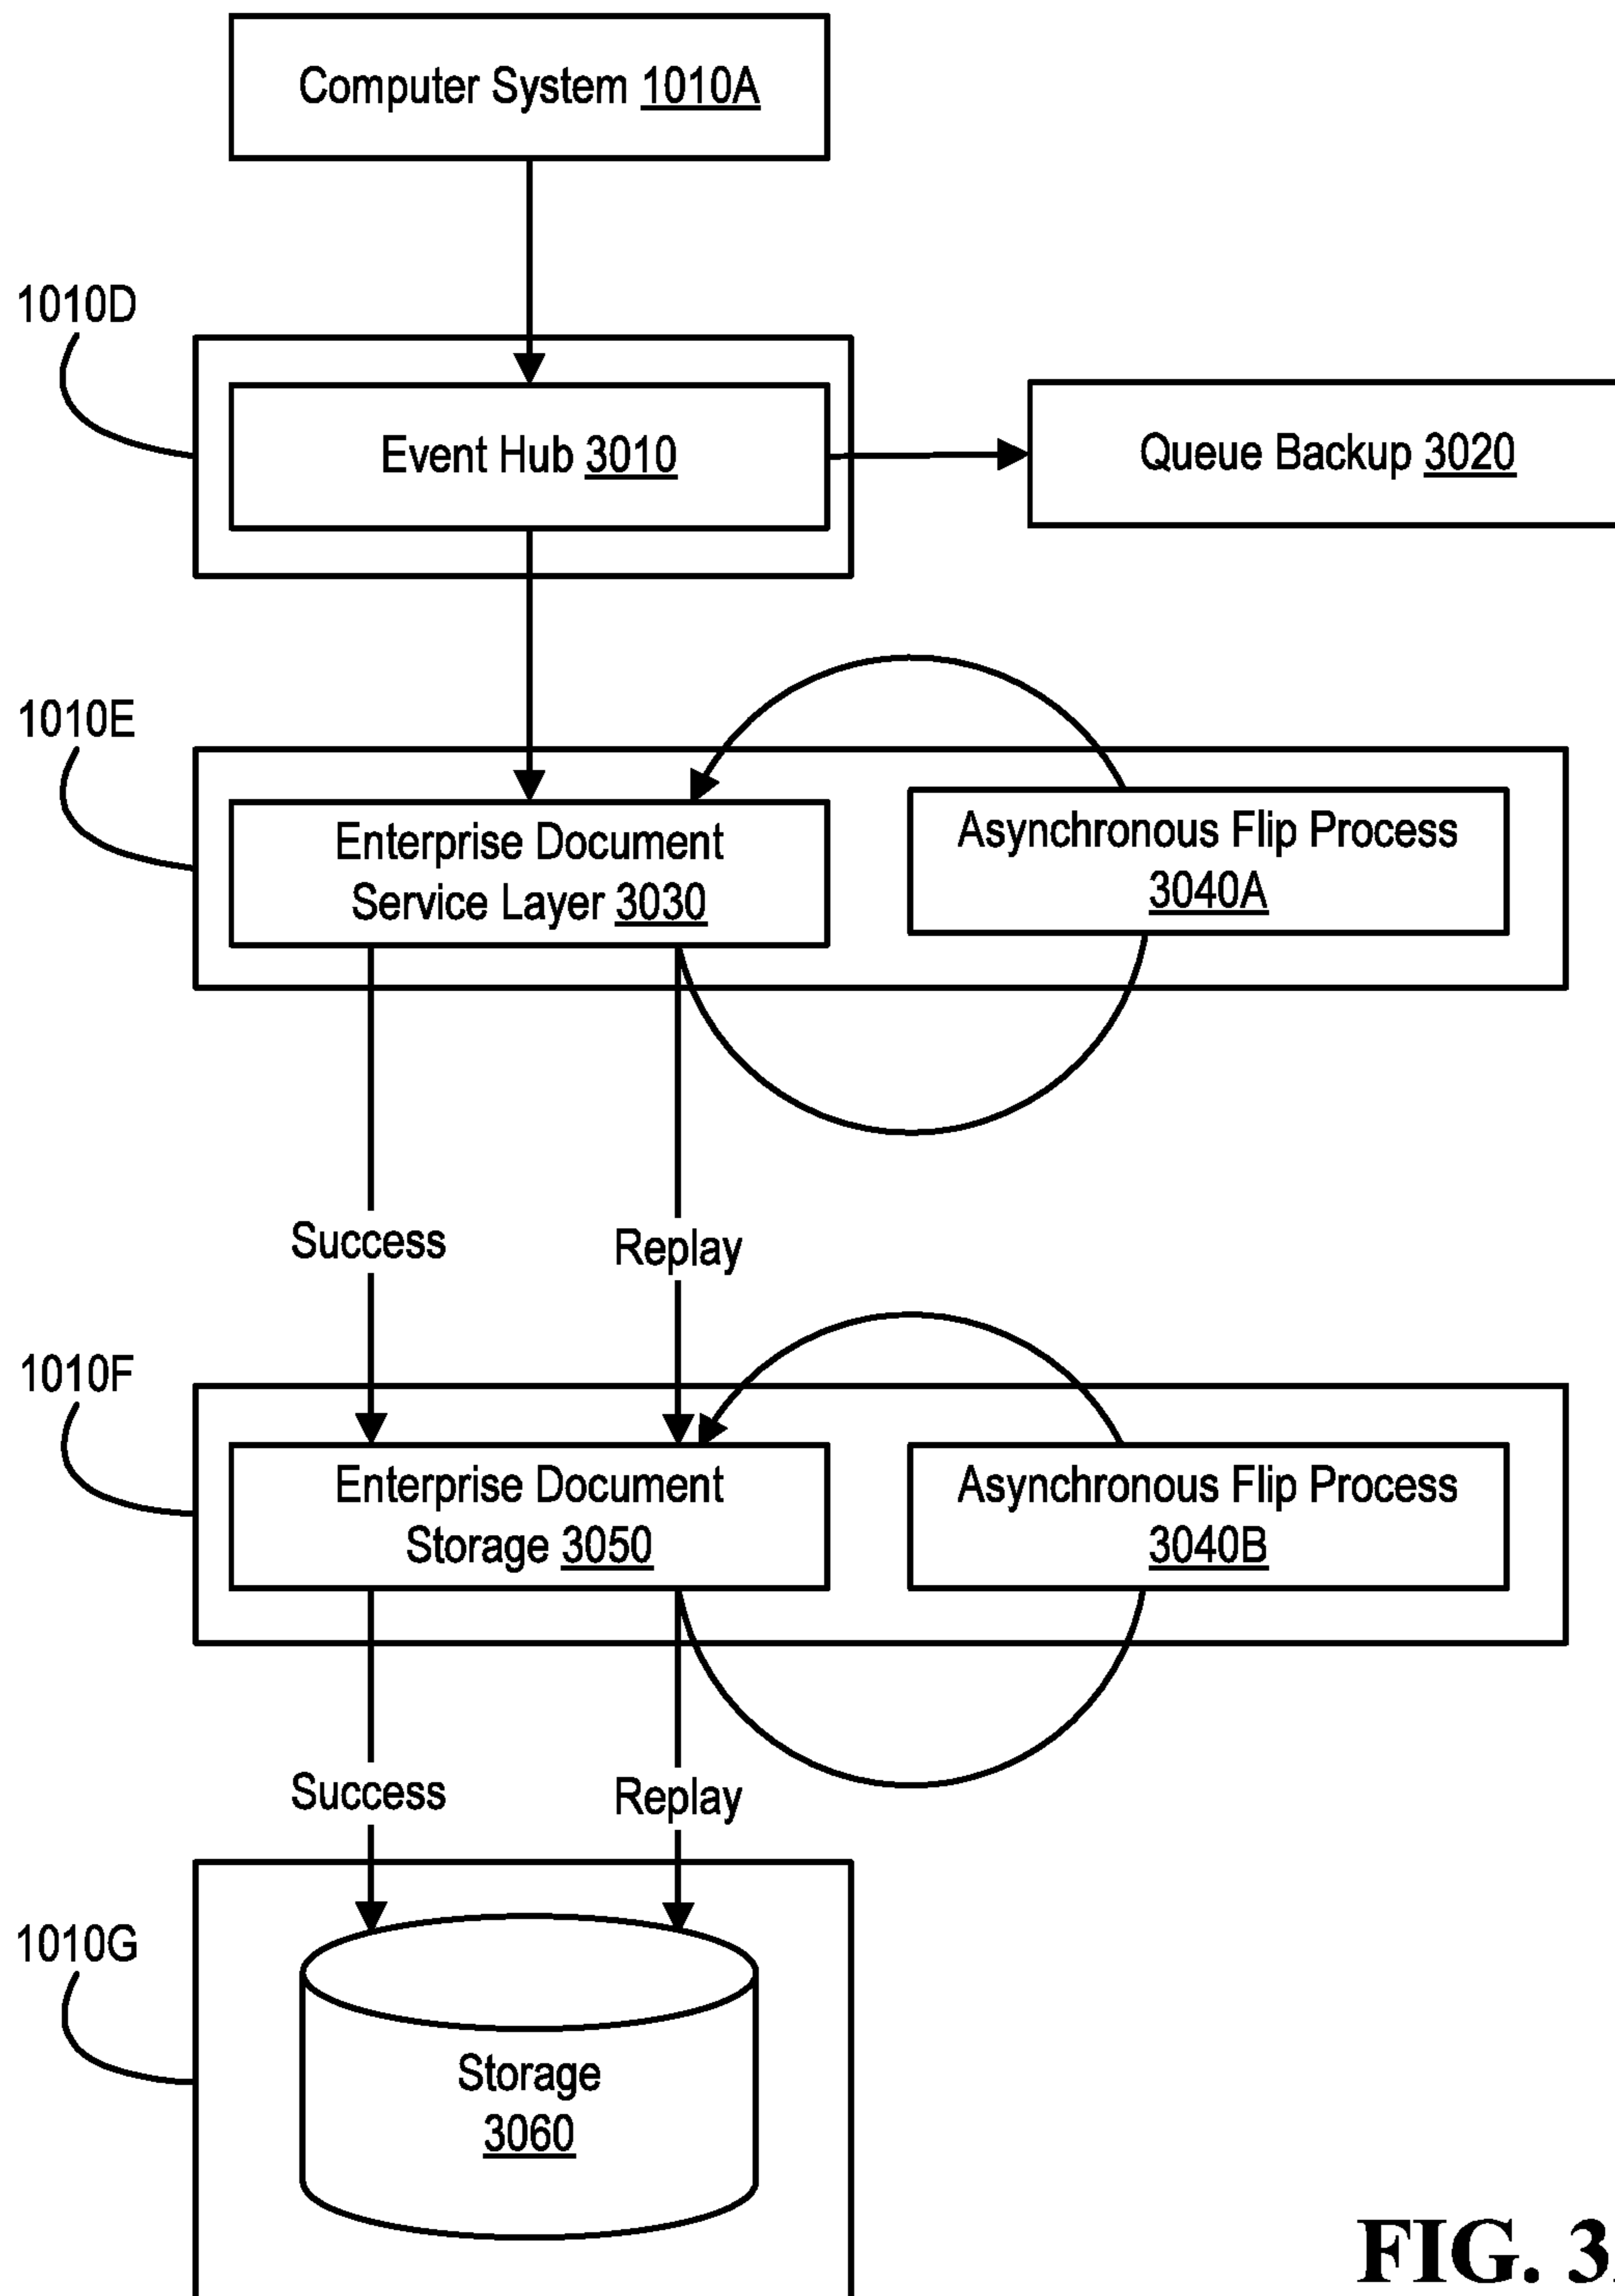 Computer System 1010A
1010D
Event Hub 3010
Queue Backup 3020
1010E
Enterprise Document
Service Layer 3030
Asynchronous Flip Process
3040A
Success
Replay
1010F
Enterprise Document
Storage 3050
Asynchronous Flip Process
3040B
Success
Replay
1010G
Storage
3060
FIG. 3